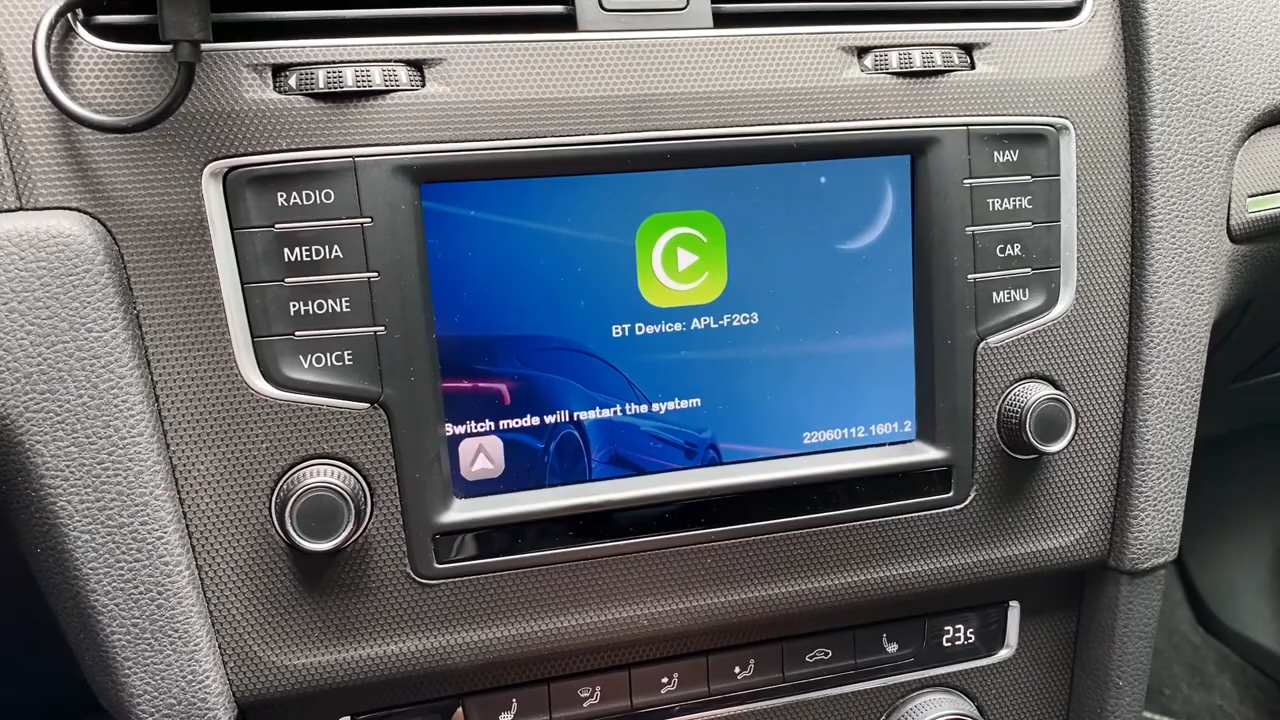 RADIO
MEDIA
PHONE
VOICE
BT Device: APL-F2C3
Switch mode will restart the system
22060112.1601.2
NAV
TRAFFIC
CAR
MENU
23.5